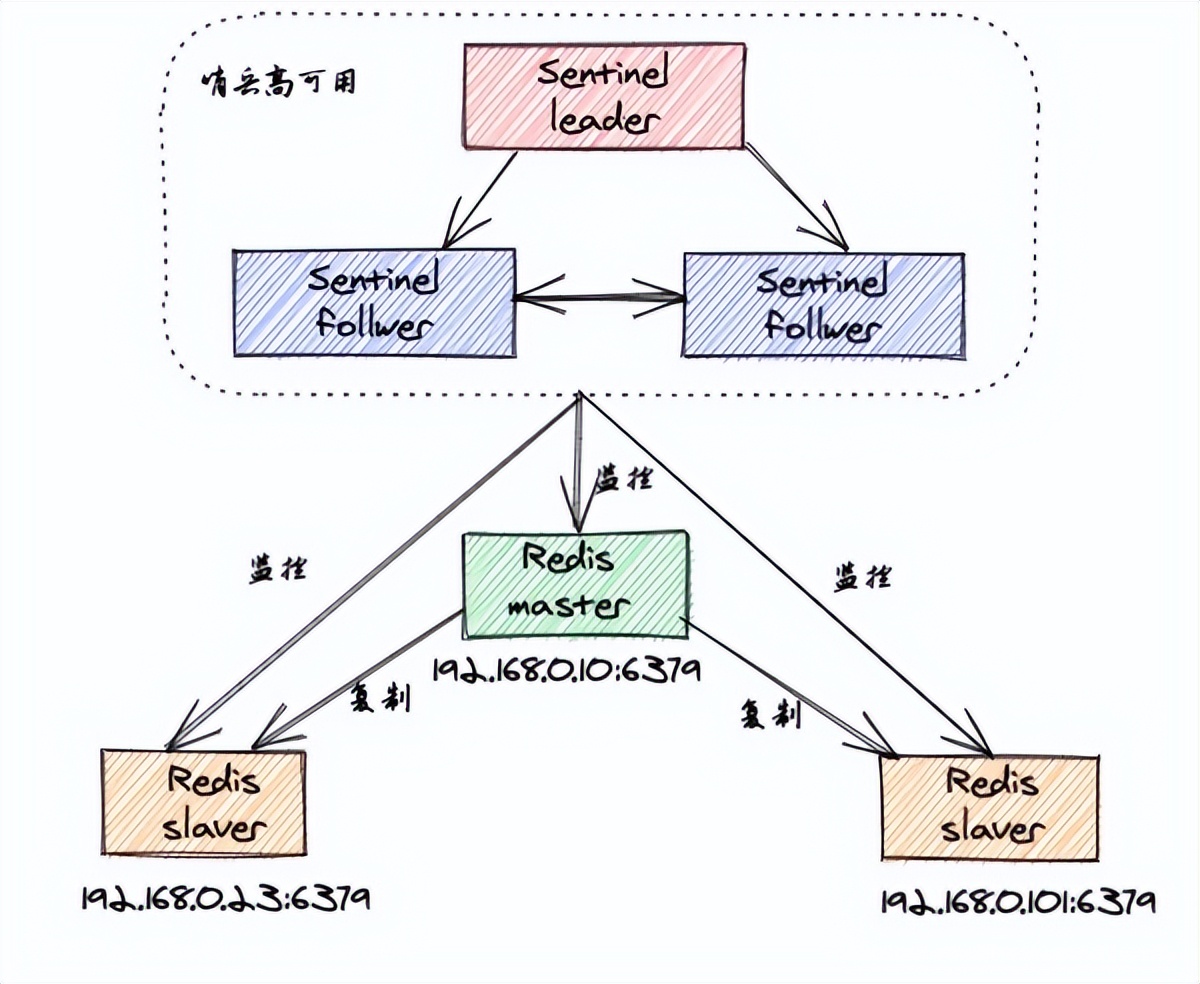 哨兵高可用
Sentinel
leader
Sentinel
follwer
Sentinel
follwer
监控
监控
监控
Redis
master
192.168.0.10:6379
复制
复制
Redis
slaver
192.168.0.23:6379
Redis
slaver
192.168.0.101:6379